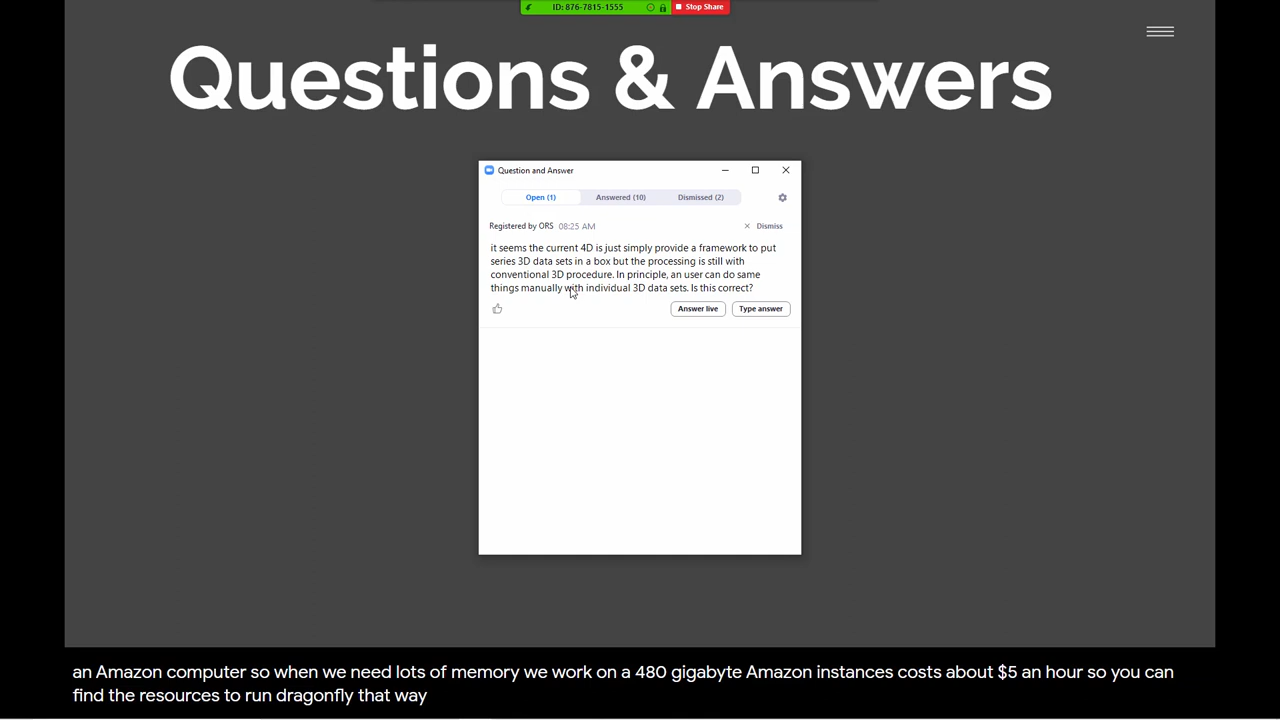 ID: 876-7815-1555
Stop Share
Questions & Answers
Question and Answer
Open (1)
Answered (10)
Dismissed (2)
Registered by ORS 08:25 AM
Dismiss
it seems the current 4D is just simply provide a framework to put
series 3D data sets in a box but the processing is still with
conventional 3D procedure. In principle, an user can do same
things manually with individual 3D data sets. Is this correct?
Answer live
Type answer
an Amazon computer so when we need lots of memory we work on a 480 gigabyte Amazon instances costs about $5 an hour so you can
find the resources to run dragonfly that way